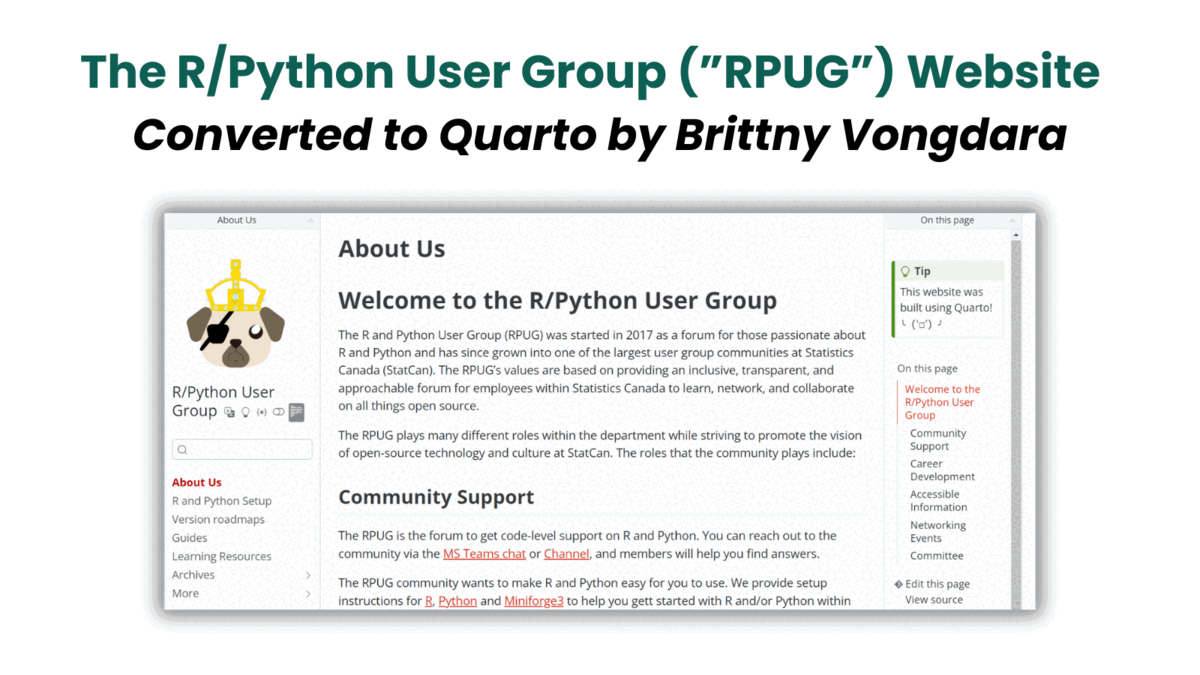 The R/Python User Group (”RPUG”) Website
Converted to Quarto by Brittny Vongdara
About Us
R/Python User
Group
About Us
R and Python Setup
Version roadmaps
Guides
Learning Resources
Archives
More
About Us
Welcome to the R/Python User Group
The R and Python User Group (RPUG) was started in 2017 as a forum for those passionate about
R and Python and has since grown into one of the largest user group communities at Statistics
Canada (StatCan). The RPUG’s values are based on providing an inclusive, transparent, and
approachable forum for employees within Statistics Canada to learn, network, and collaborate
on all things open source.
The RPUG plays many different roles within the department while striving to promote the vision
of open-source technology and culture at StatCan. The roles that the community plays include:
Community Support
The RPUG is the forum to get code-level support on R and Python. You can reach out to the
community via the MS Teams chat or Channel, and members will help you find answers.
The RPUG community wants to make R and Python easy for you to use. We provide setup
instructions for R, Python and Miniforge3 to help you gett started with R and/or Python within
On this page
Tip
This website was
built using Quarto!
╰ (‵□′) ╯
On this page
Welcome to the
R/Python User
Group
Community
Support
Career
Development
Accessible
Information
Networking
Events
Committee
Edit this page
View source